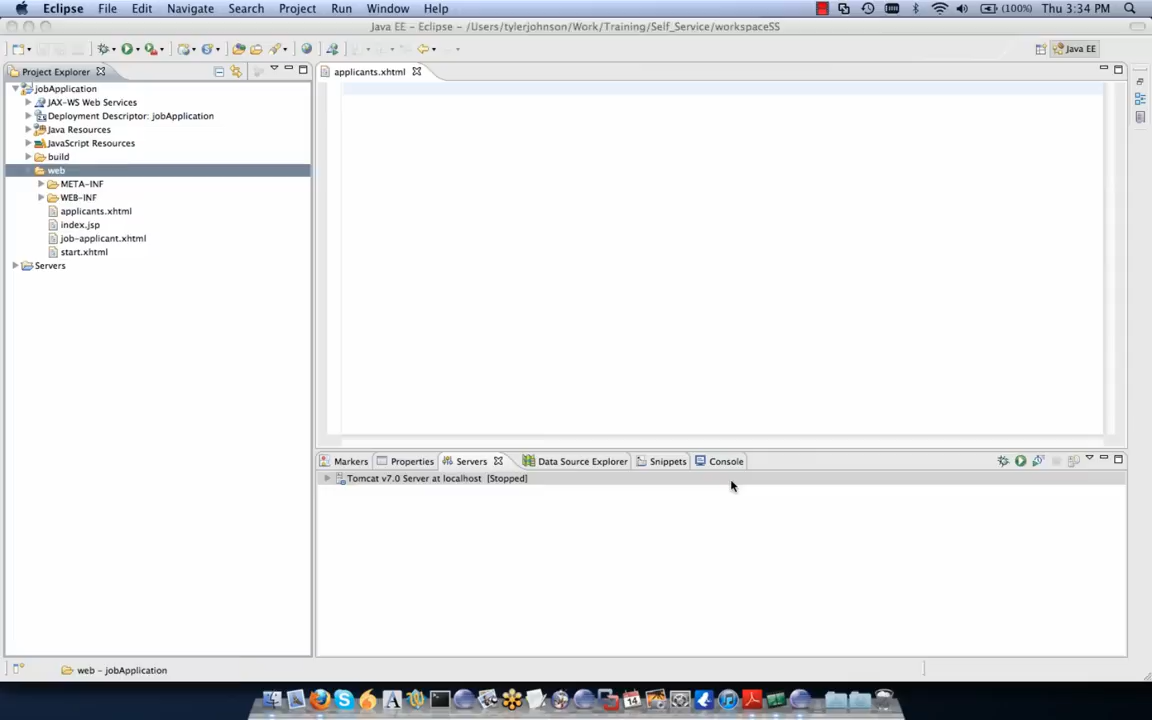 Eclipse File Edit Navigate Search Project Run Window Help (100%) Thu 3:34 PM
Java EE - Eclipse - /Users/tylerjohnson/Work/Training/Self_Service/workspaceSS
Java EE
Project Explorer
applicants.xhtml
jobApplication
JAX-WS Web Services
Deployment Descriptor: jobApplication
Java Resources
JavaScript Resources
build
web
META-INF
WEB-INF
applicants.xhtml
index.jsp
job-applicant.xhtml
start.xhtml
Servers
Markers Properties Servers Data Source Explorer Snippets Console
Tomcat v7.0 Server at localhost [Stopped]
web - jobApplication
14